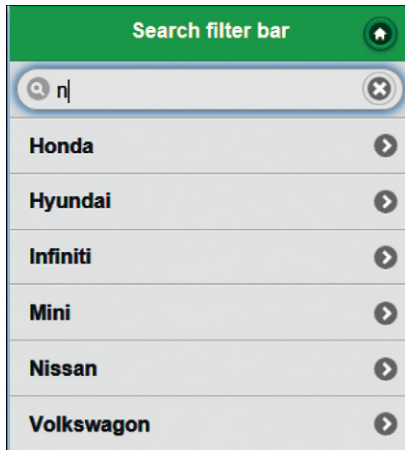 Search filter bar
n
Honda
Hyundai
Infiniti
Mini
Nissan
Volkswagon